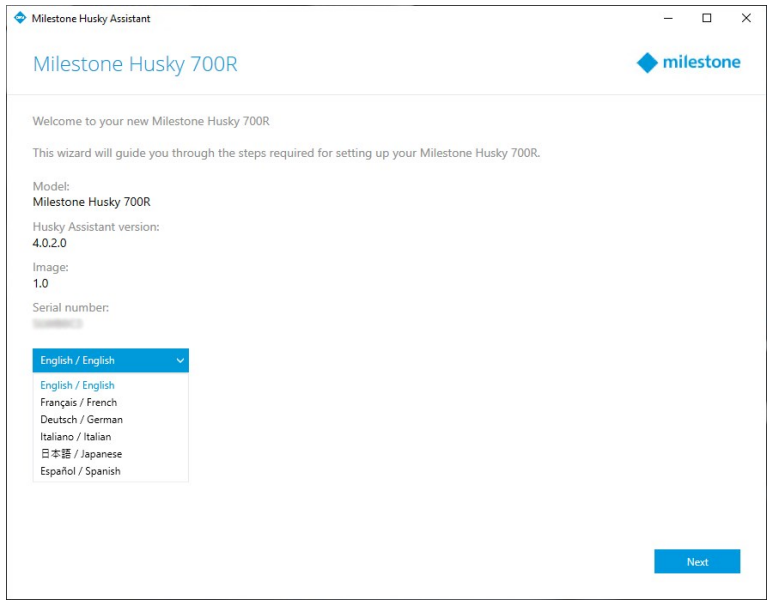 Milestone Husky Assistant
Milestone Husky 700R
milestone
Welcome to your new Milestone Husky 700R
This wizard will guide you through the steps required for setting up your Milestone Husky 700R.
Model:
Milestone Husky 700R
Husky Assistant version:
4.0.2.0
Image:
1.0
Serial number:
English / English
English / English
Français / French
Deutsch / German
Italiano / Italian
日本語 / Japanese
Español / Spanish
Next